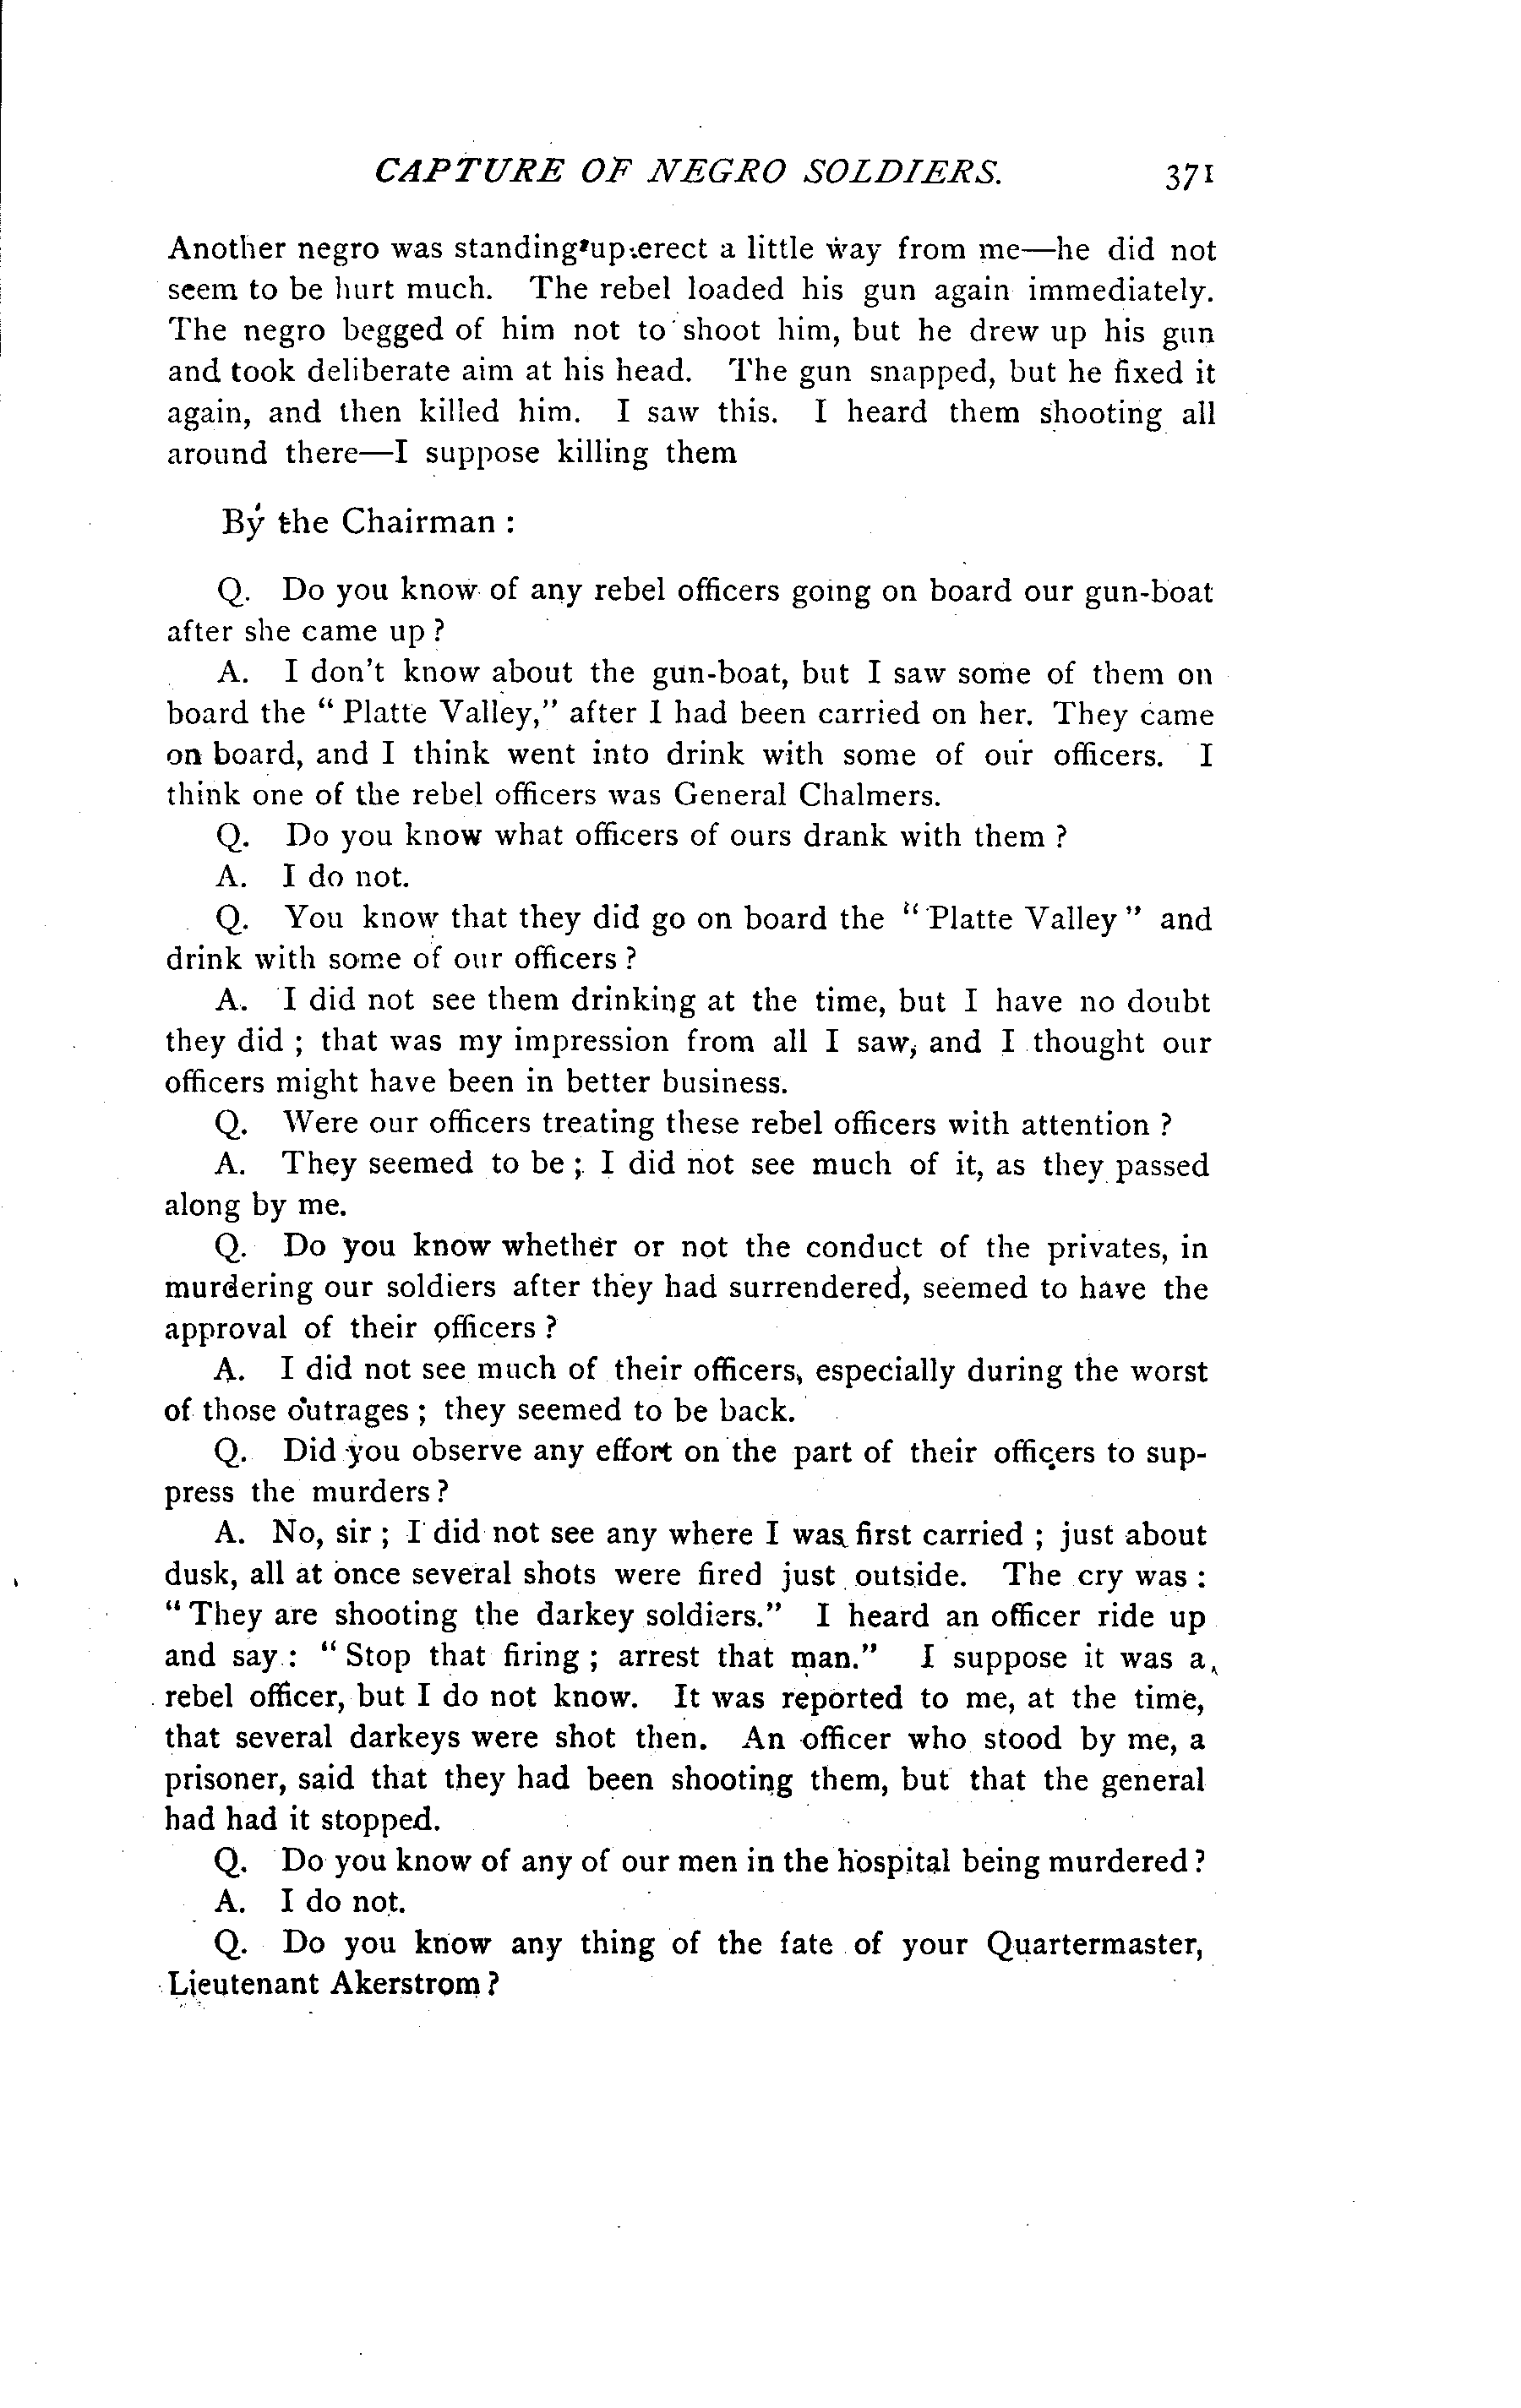 CAPTURE OF NEGRO SOLDIERS. 371
Another negro was standing up erect a little way from me—he did not
seem to be hurt much. The rebel loaded his gun again immediately.
The negro begged of him not to shoot him, but he drew up his gun
and took deliberate aim at his head. The gun snapped, but he fixed it
again, and then killed him. I saw this. I heard them shooting all
around there—I suppose killing them
By the Chairman :
Q. Do you know of any rebel officers going on board our gun-boat
after she came up ?
A. I don't know about the gun-boat, but I saw some of them on
board the " Platte Valley," after I had been carried on her. They came
on board, and I think went into drink with some of our officers. I
think one of the rebel officers was General Chalmers.
Q. Do you know what officers of ours drank with them ?
A. I do not.
Q. You know that they did go on board the " Platte Valley " and
drink with some of our officers ?
A. I did not see them drinking at the time, but I have no doubt
they did ; that was my impression from all I saw, and I thought our
officers might have been in better business.
Q. Were our officers treating these rebel officers with attention ?
A. They seemed to be ; I did not see much of it, as they passed
along by me.
Q. Do you know whether or not the conduct of the privates, in
murdering our soldiers after they had surrendered, seemed to have the
approval of their officers ?
A. I did not see much of their officers, especially during the worst
of those outrages ; they seemed to be back.
Q. Did you observe any effort on the part of their officers to sup-
press the murders ?
A. No, sir ; I did not see any where I was first carried ; just about
dusk, all at once several shots were fired just outside. The cry was :
" They are shooting the darkey soldiers." I heard an officer ride up
and say : " Stop that firing ; arrest that man." I suppose it was a
rebel officer, but I do not know. It was reported to me, at the time,
that several darkeys were shot then. An officer who stood by me, a
prisoner, said that they had been shooting them, but that the general
had had it stopped.
Q. Do you know of any of our men in the hospital being murdered ?
A. I do not.
Q. Do you know any thing of the fate of your Quartermaster,
Lieutenant Akerstrom ?